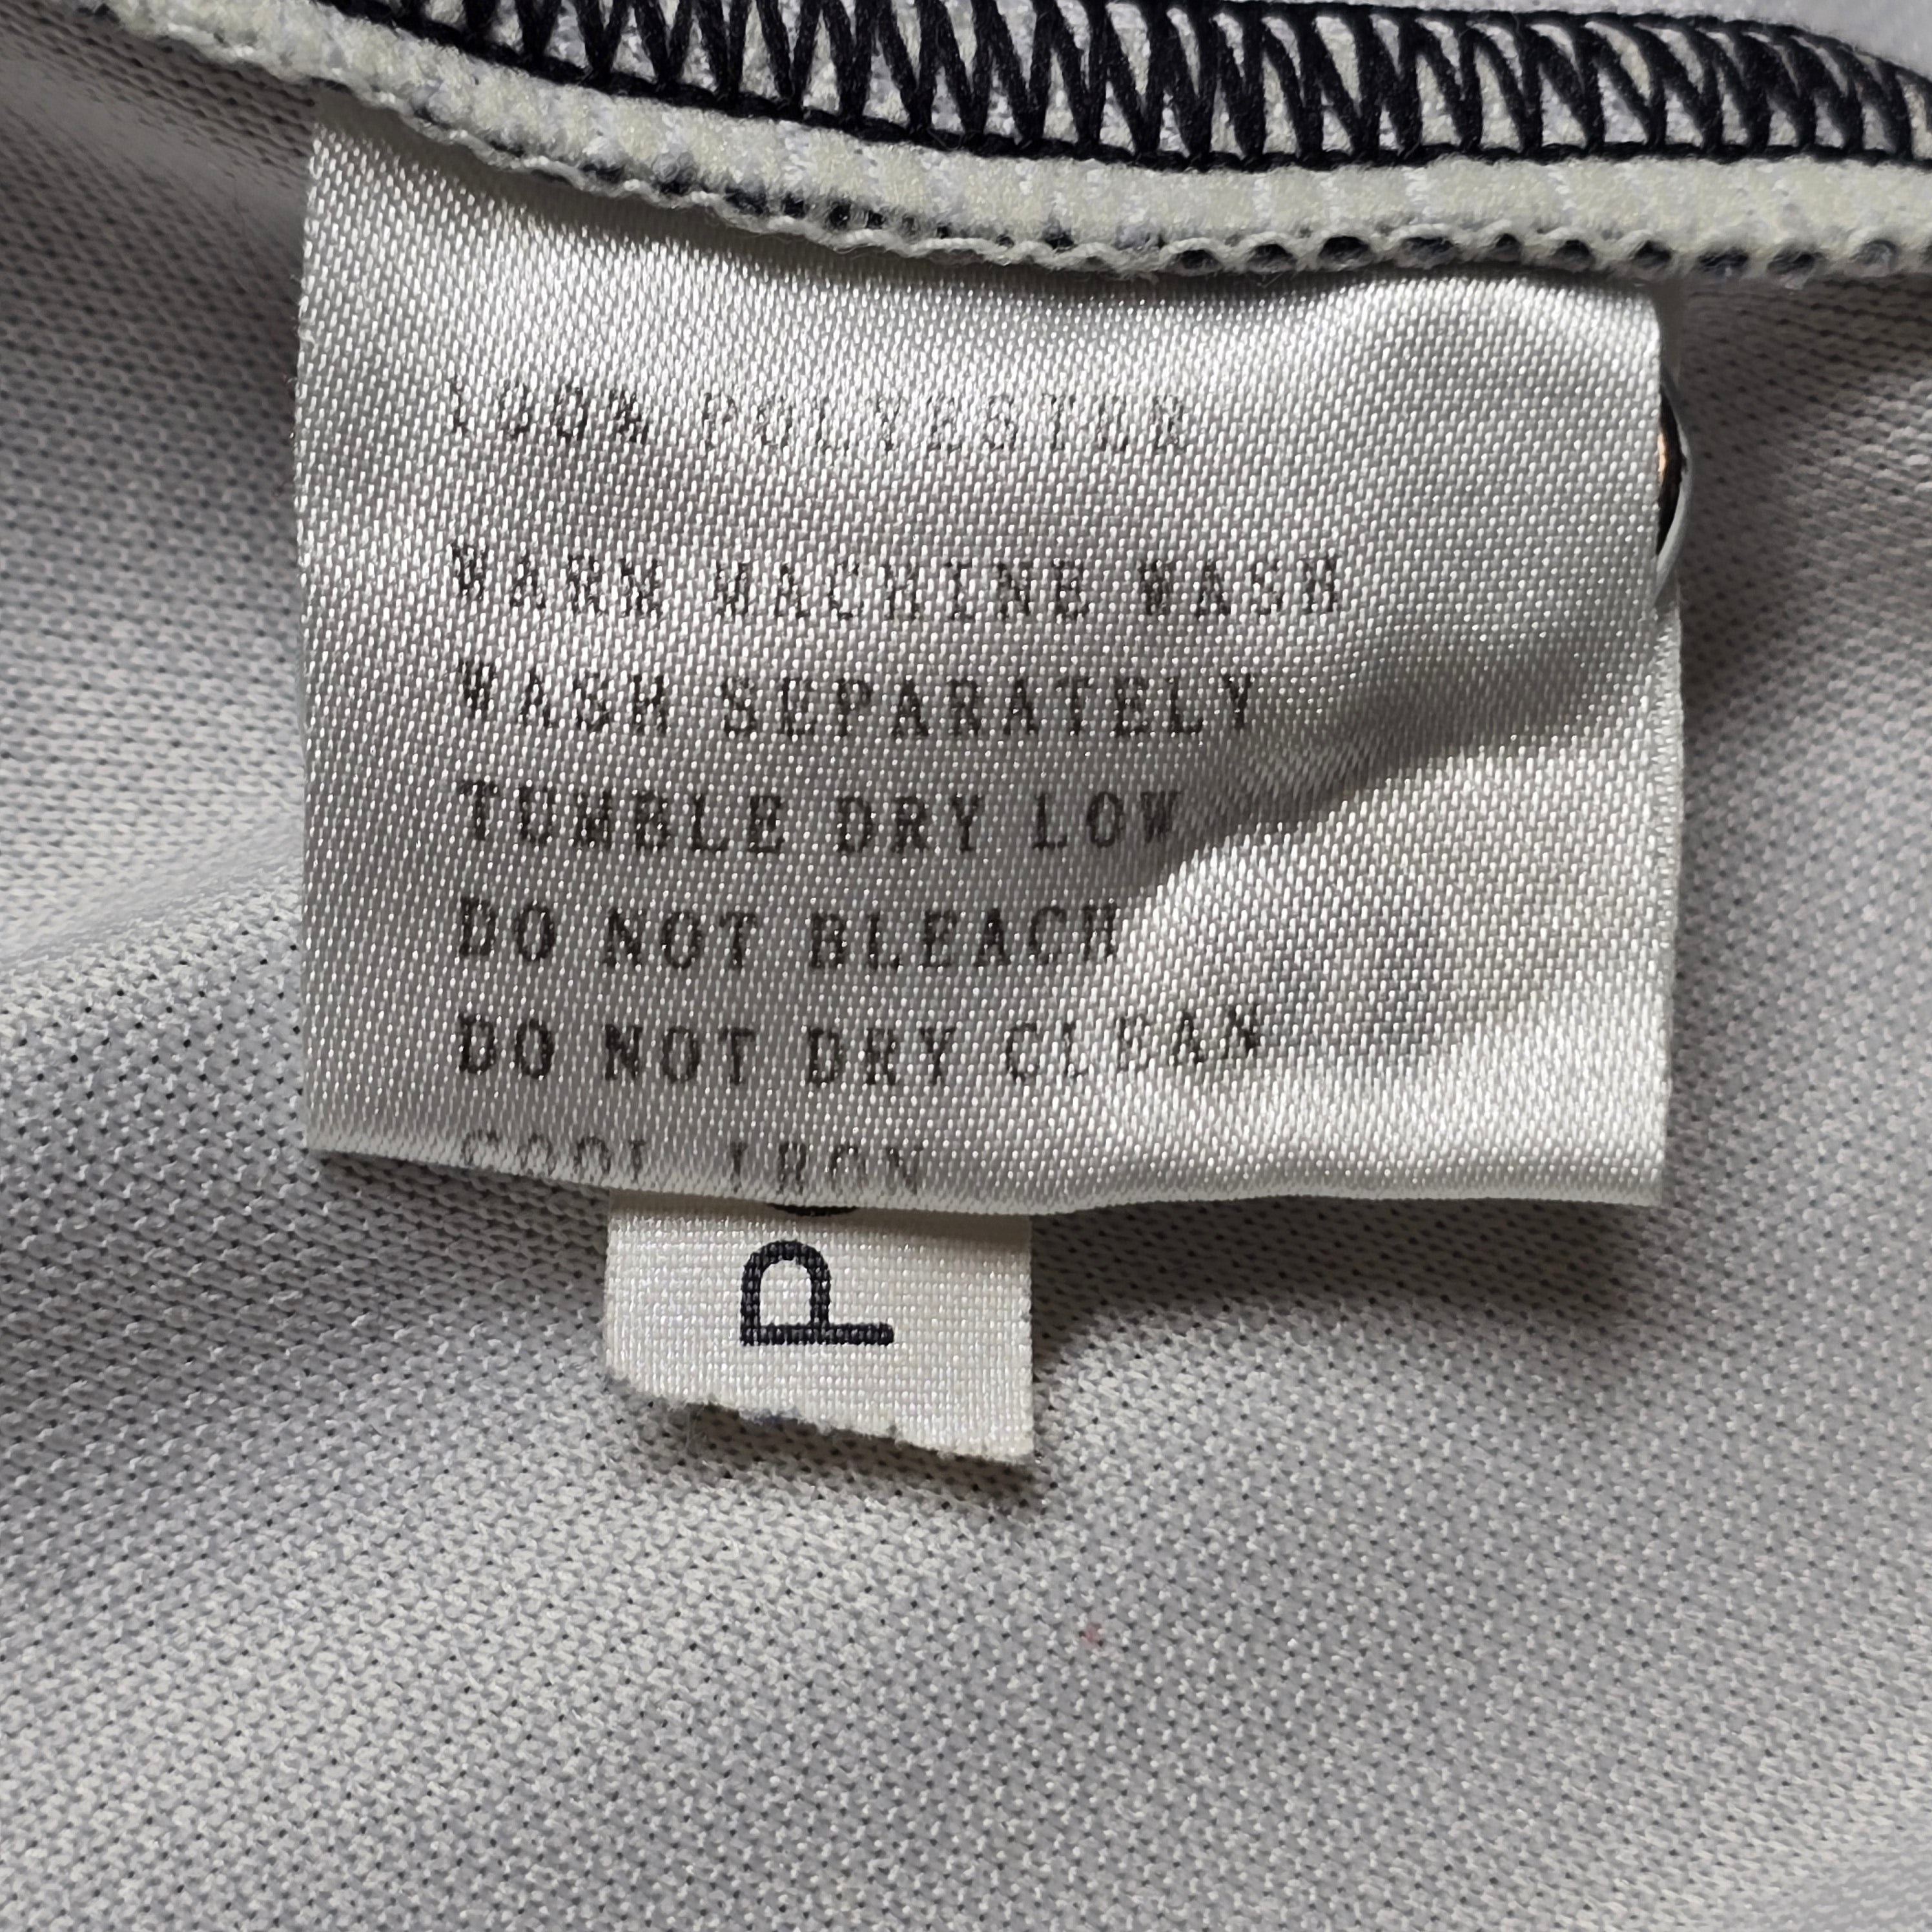 100% POLYESTER
WARM MACHINE WASH
WASH SEPARATELY
TUMBLE DRY LOW
DO NOT BLEACH
DO NOT DRY CLEAN
COOL IRON
P